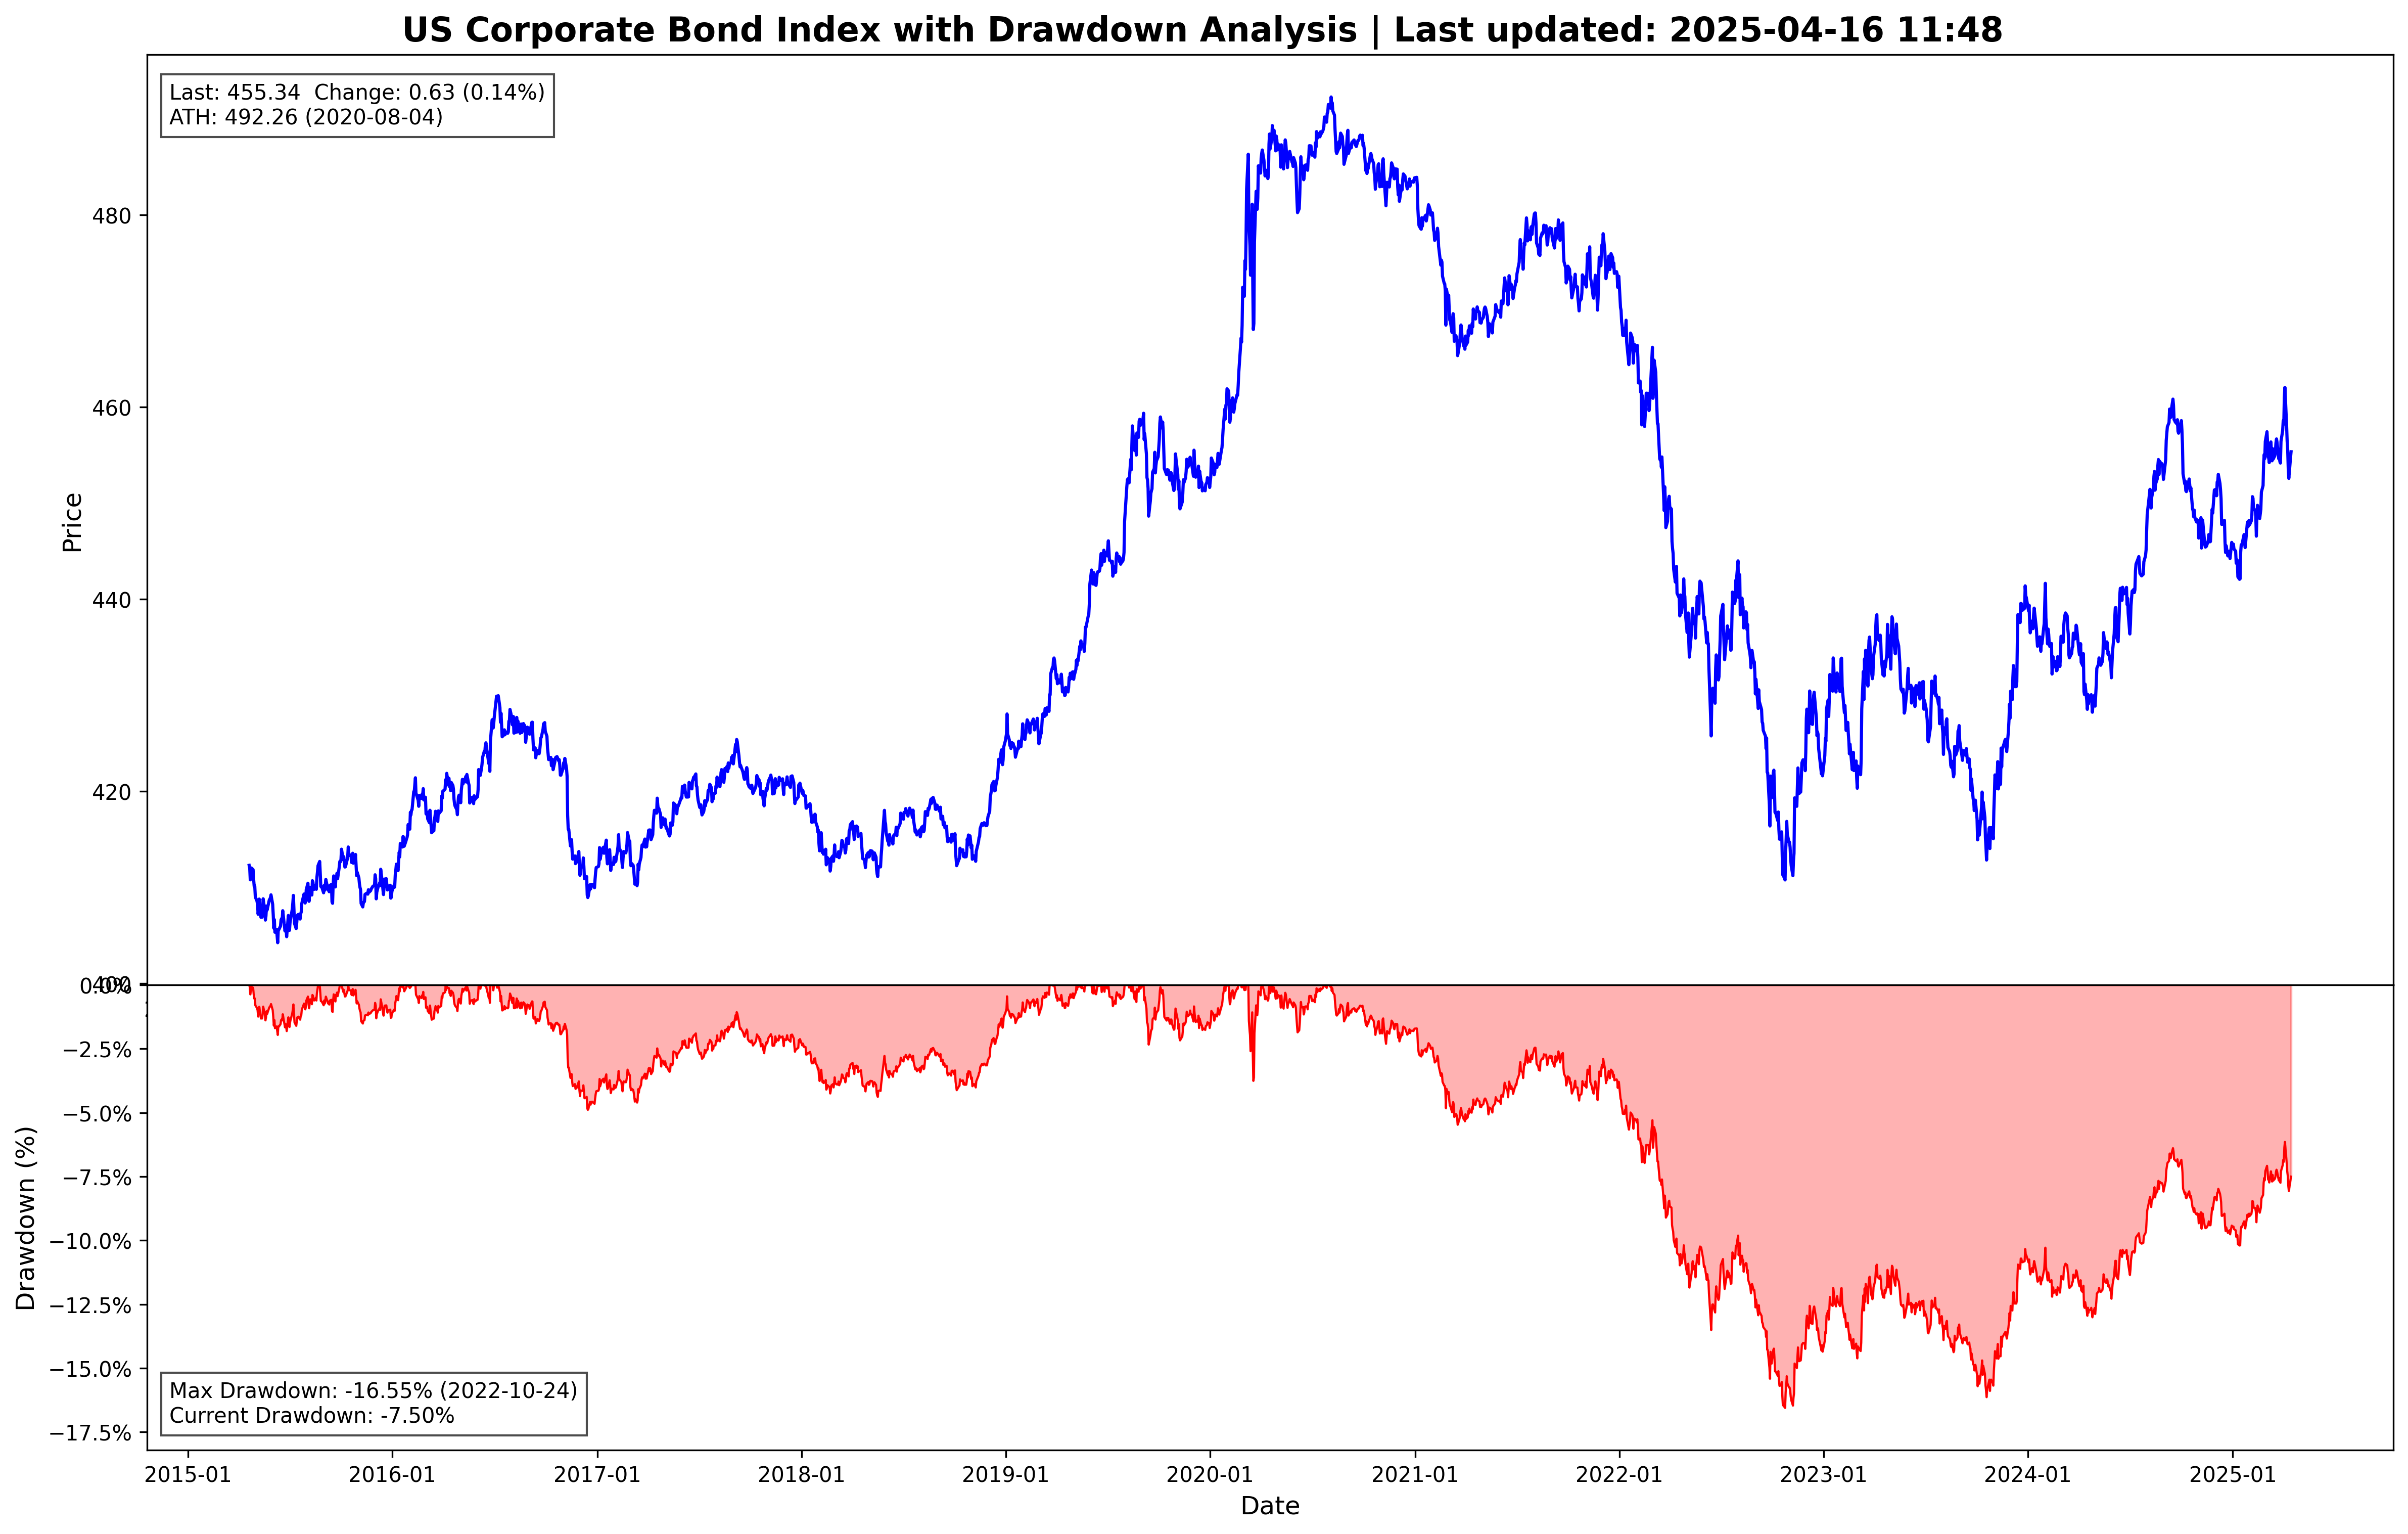 US Corporate Bond Index with Drawdown Analysis | Last updated: 2025-04-16 11:48
Last: 455.34  Change: 0.63 (0.14%)
ATH: 492.26 (2020-08-04)
480
460
Price
440
420
400
0.0%
−2.5%
−5.0%
−7.5%
Drawdown (%)
−10.0%
−12.5%
−15.0%
−17.5%
Max Drawdown: -16.55% (2022-10-24)
Current Drawdown: -7.50%
2015-01 2016-01 2017-01 2018-01 2019-01 2020-01 2021-01 2022-01 2023-01 2024-01 2025-01
Date